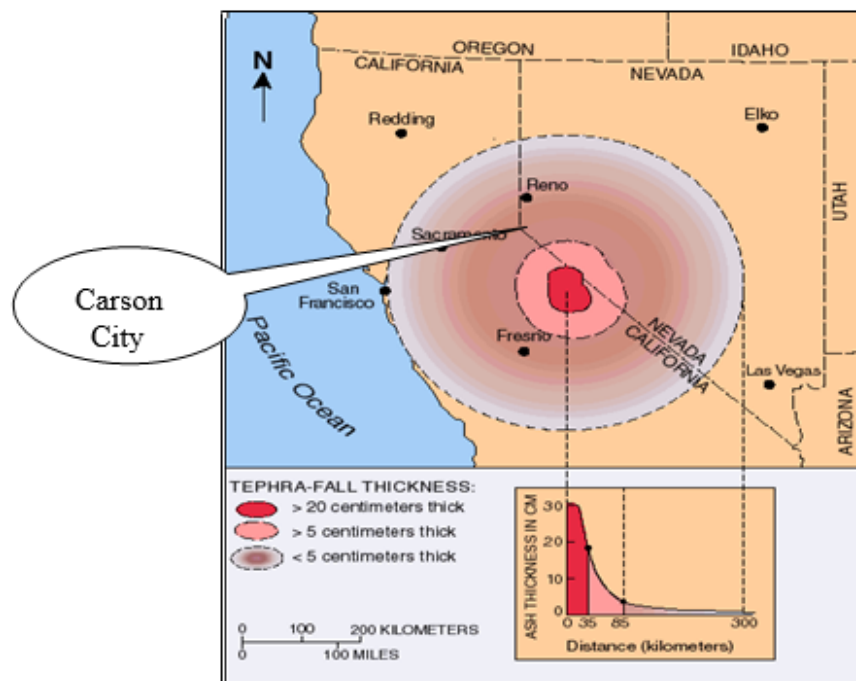 OREGON
IDAHO
N
CALIFORNIA
NEVADA
Redding
Elko
Reno
UTAH
Sacramento
Carson
City
San
Francisco
NEVADA
CALIFORNIA
Fresno
Las Vegas
Pacific Ocean
ARIZONA
TEPHRA-FALL THICKNESS:
> 20 centimeters thick
> 5 centimeters thick
< 5 centimeters thick
0 100 200 KILOMETERS
0 100 MILES
ASH THICKNESS IN CM
30
20
10
0
0 35 85 300
Distance (kilometers)